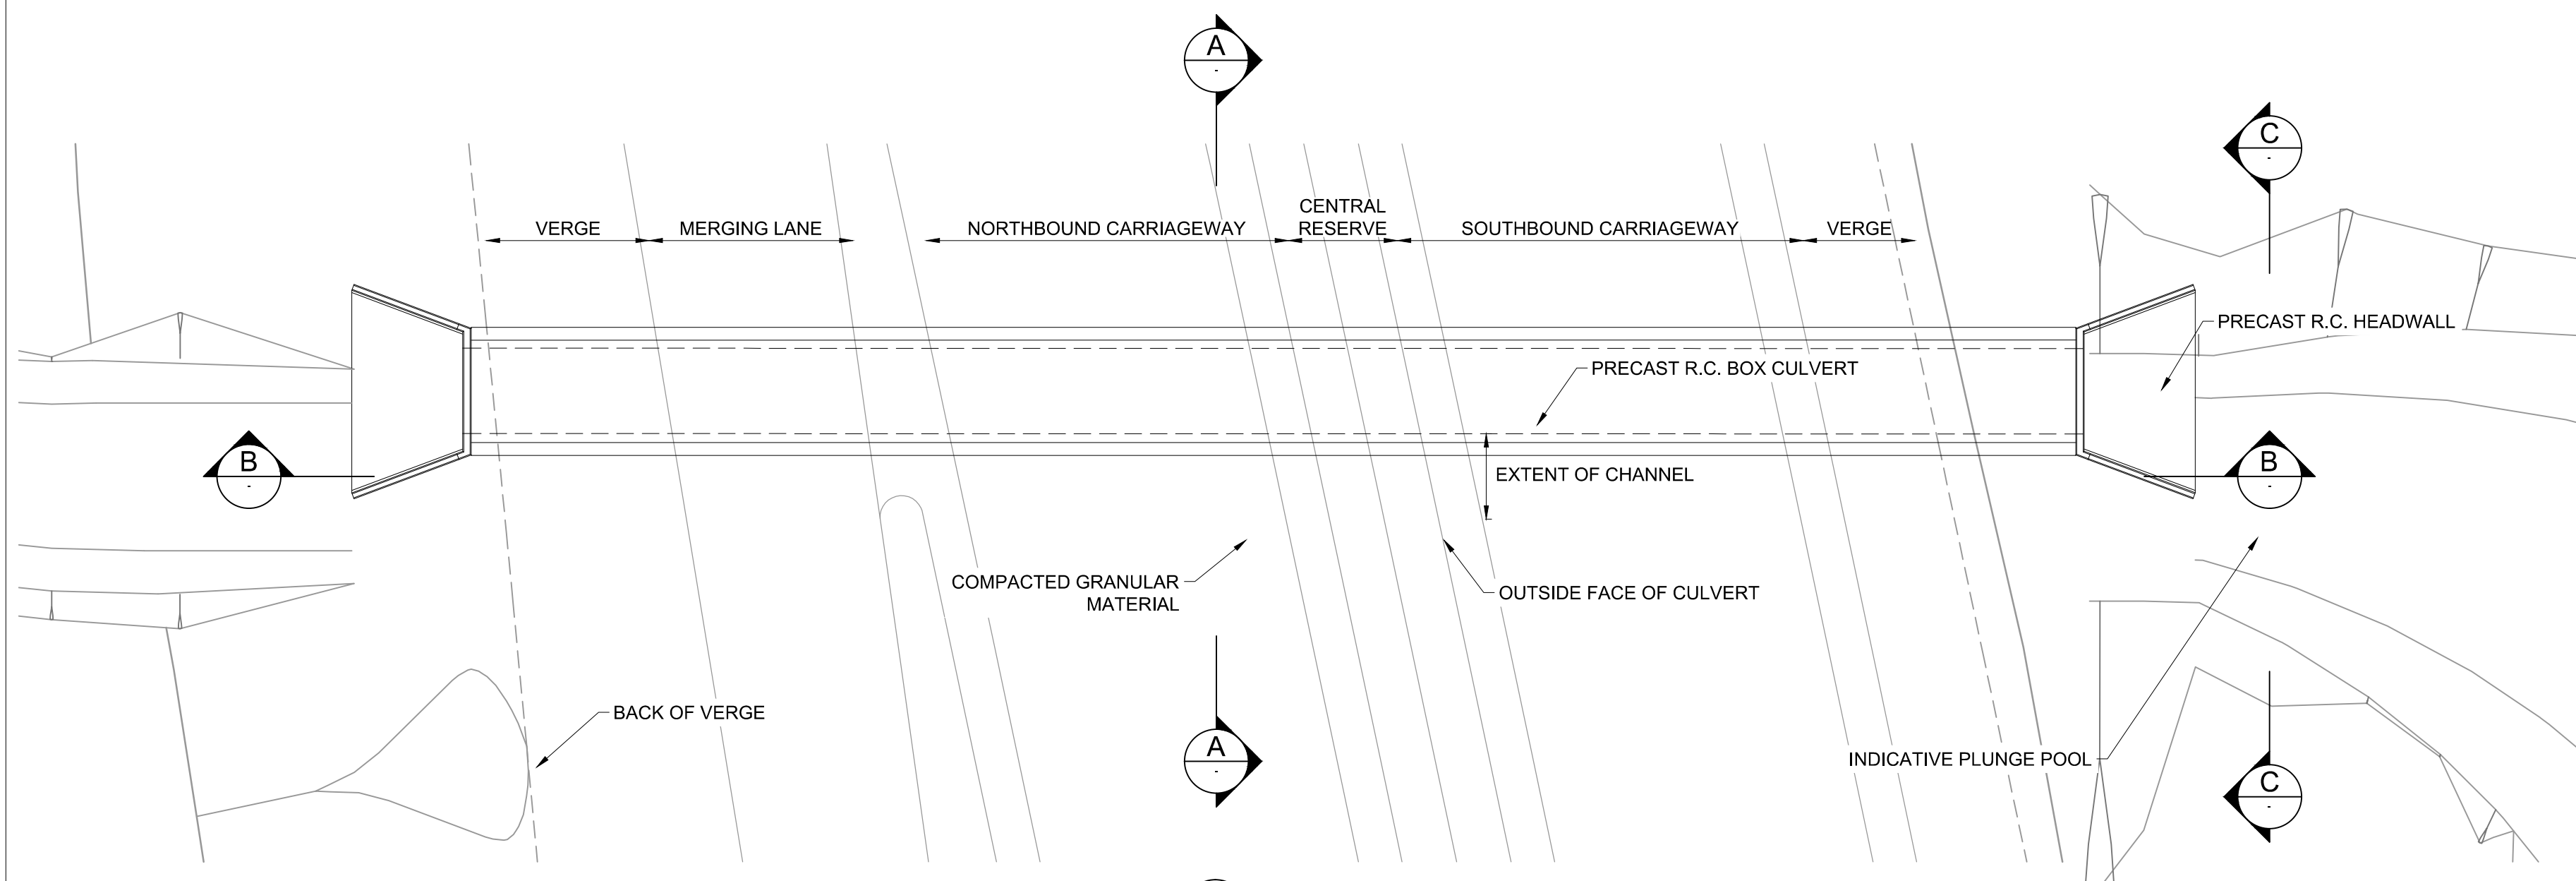 A
-
C
-
CENTRAL
RESERVE
VERGE
MERGING LANE
NORTHBOUND CARRIAGEWAY
SOUTHBOUND CARRIAGEWAY
VERGE
PRECAST R.C. HEADWALL
PRECAST R.C. BOX CULVERT
B
-
EXTENT OF CHANNEL
B
-
COMPACTED GRANULAR
MATERIAL
OUTSIDE FACE OF CULVERT
BACK OF VERGE
A
-
INDICATIVE PLUNGE POOL
C
-